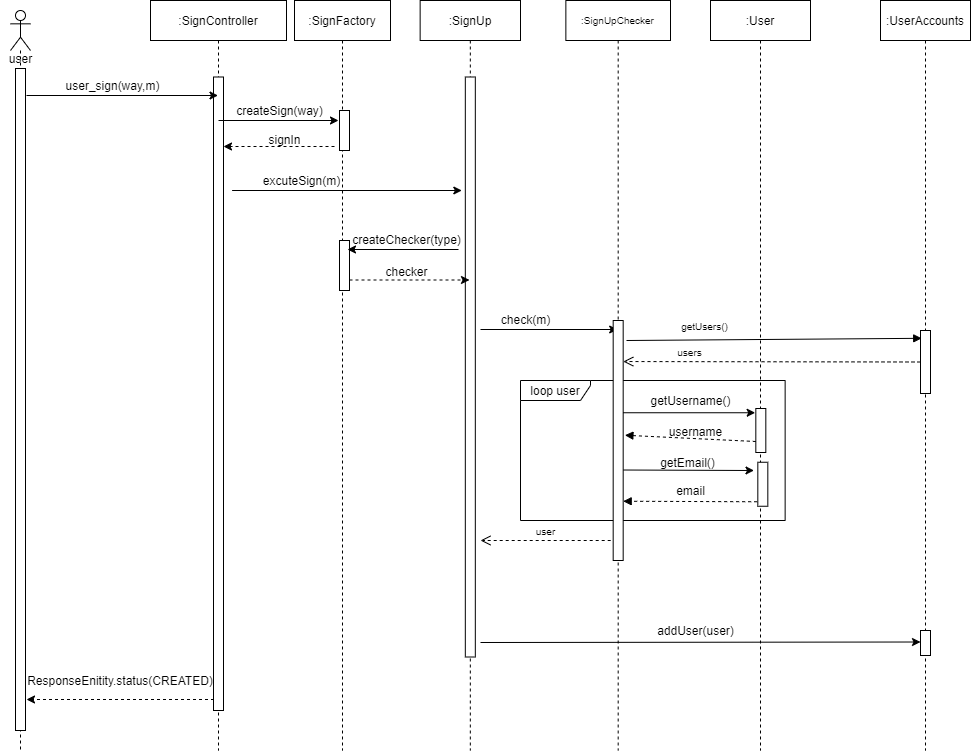 :SignController
:SignFactory
:SignUp
:SignUpChecker
:User
:UserAccounts
user
user_sign(way,m)
createSign(way)
signIn
excuteSign(m)
createChecker(type)
checker
check(m)
getUsers()
users
loop user
getUsername()
username
getEmail()
email
user
addUser(user)
ResponseEnitity.status(CREATED)